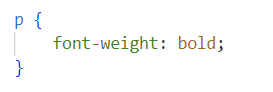 p {
    font-weight: bold;
}